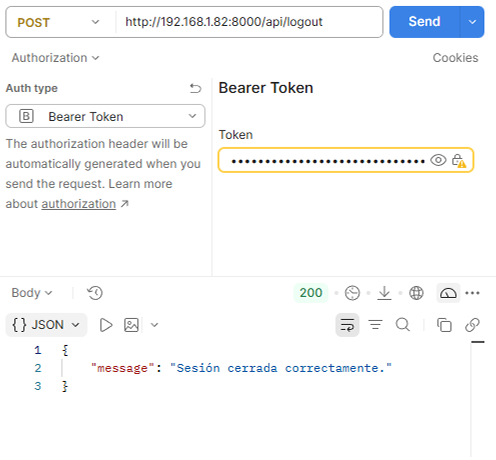 POST http://192.168.1.82:8000/api/logout Send
Authorization Cookies
Auth type
B Bearer Token
The authorization header will be
automatically generated when you
send the request. Learn more
about authorization ↗
Bearer Token
Token
••••••••••••••••••••••••••••••
Body 200
{} JSON
1 {
2 "message": "Sesión cerrada correctamente."
3 }